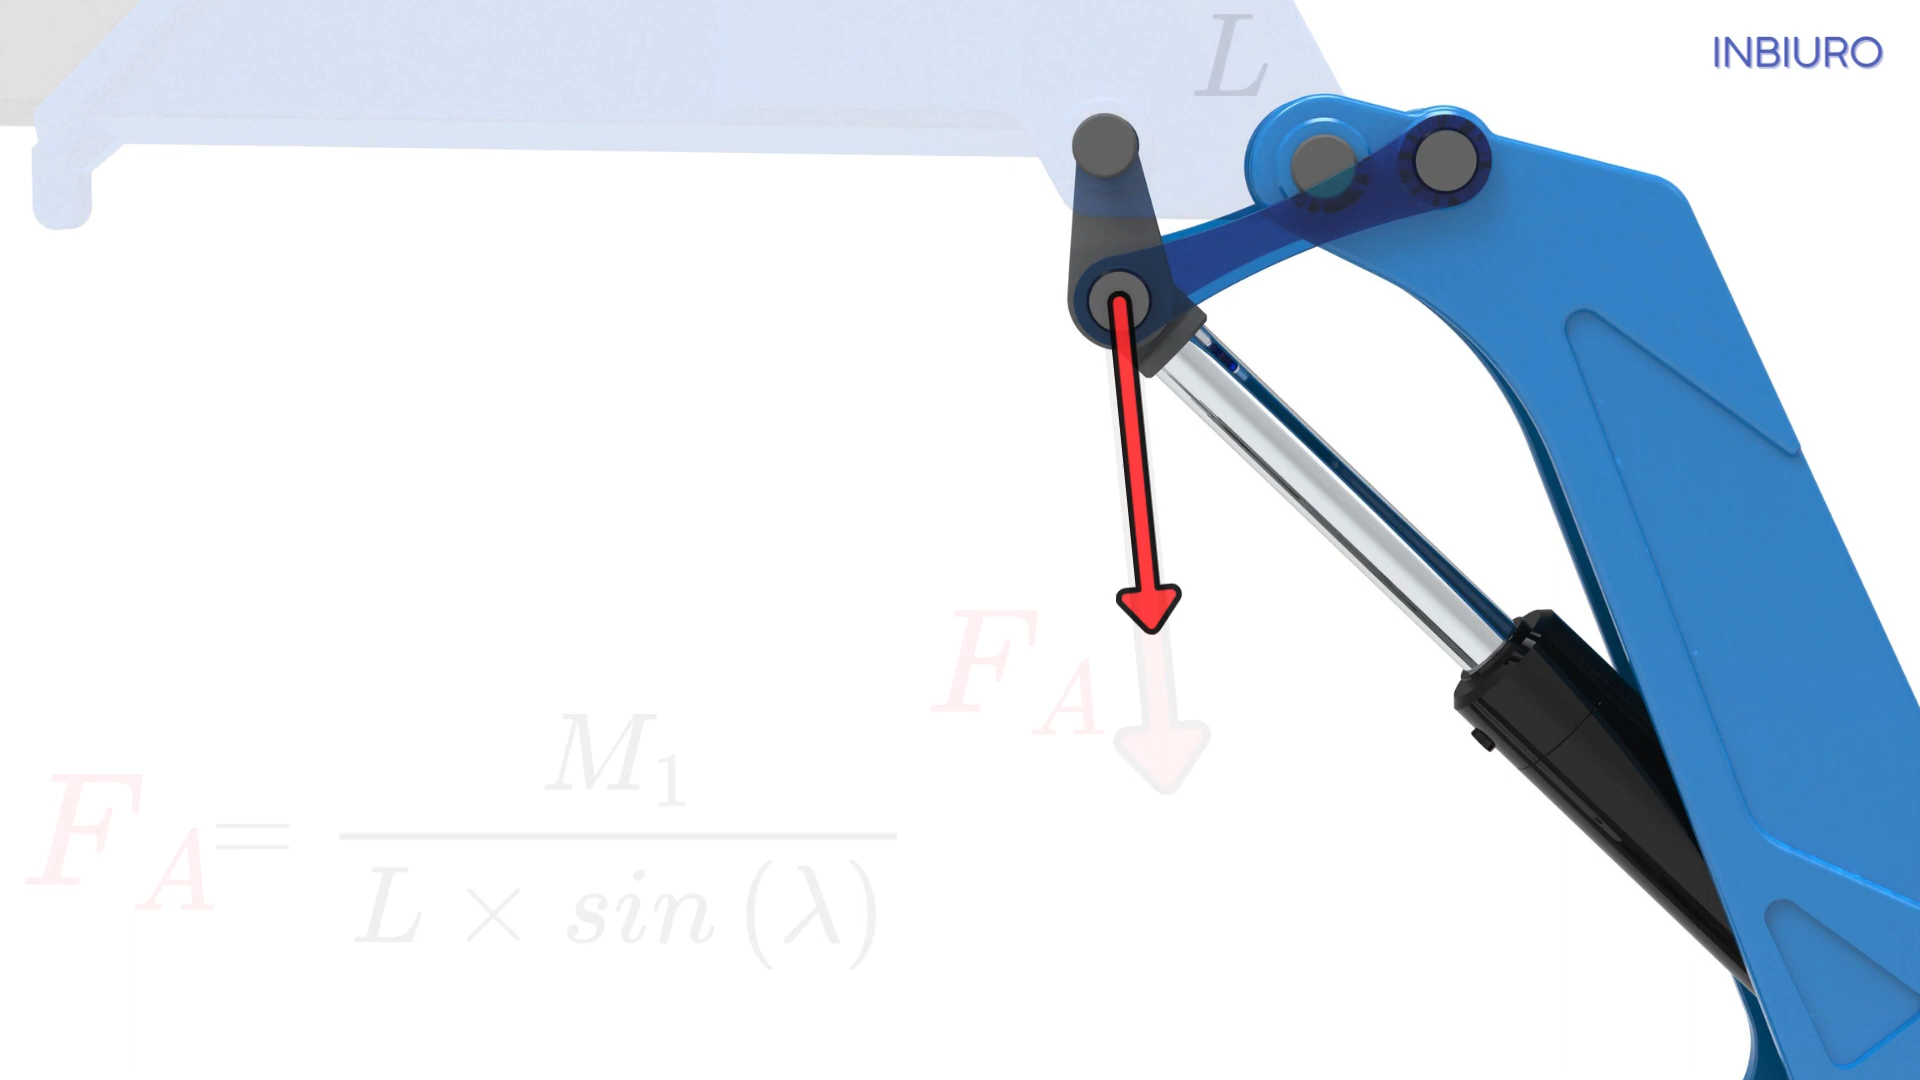 L
INBIURO
F_A
F_A = M_1 / (L × sin (λ))